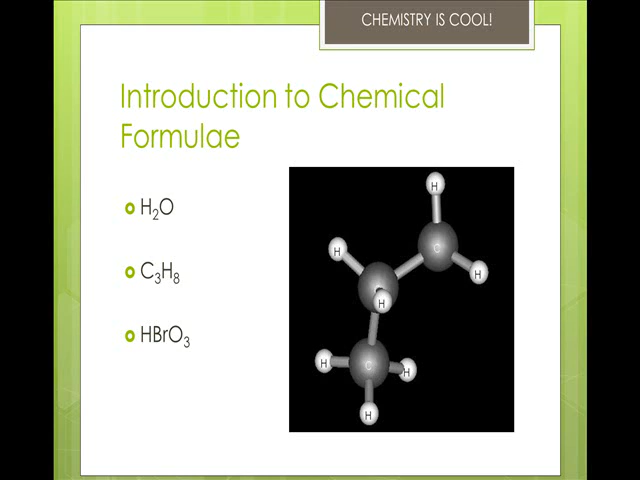 CHEMISTRY IS COOL!
Introduction to Chemical
Formulae
H₂O
C₃H₈
HBrO₃
H
C
H
H
H
C
H
H
H